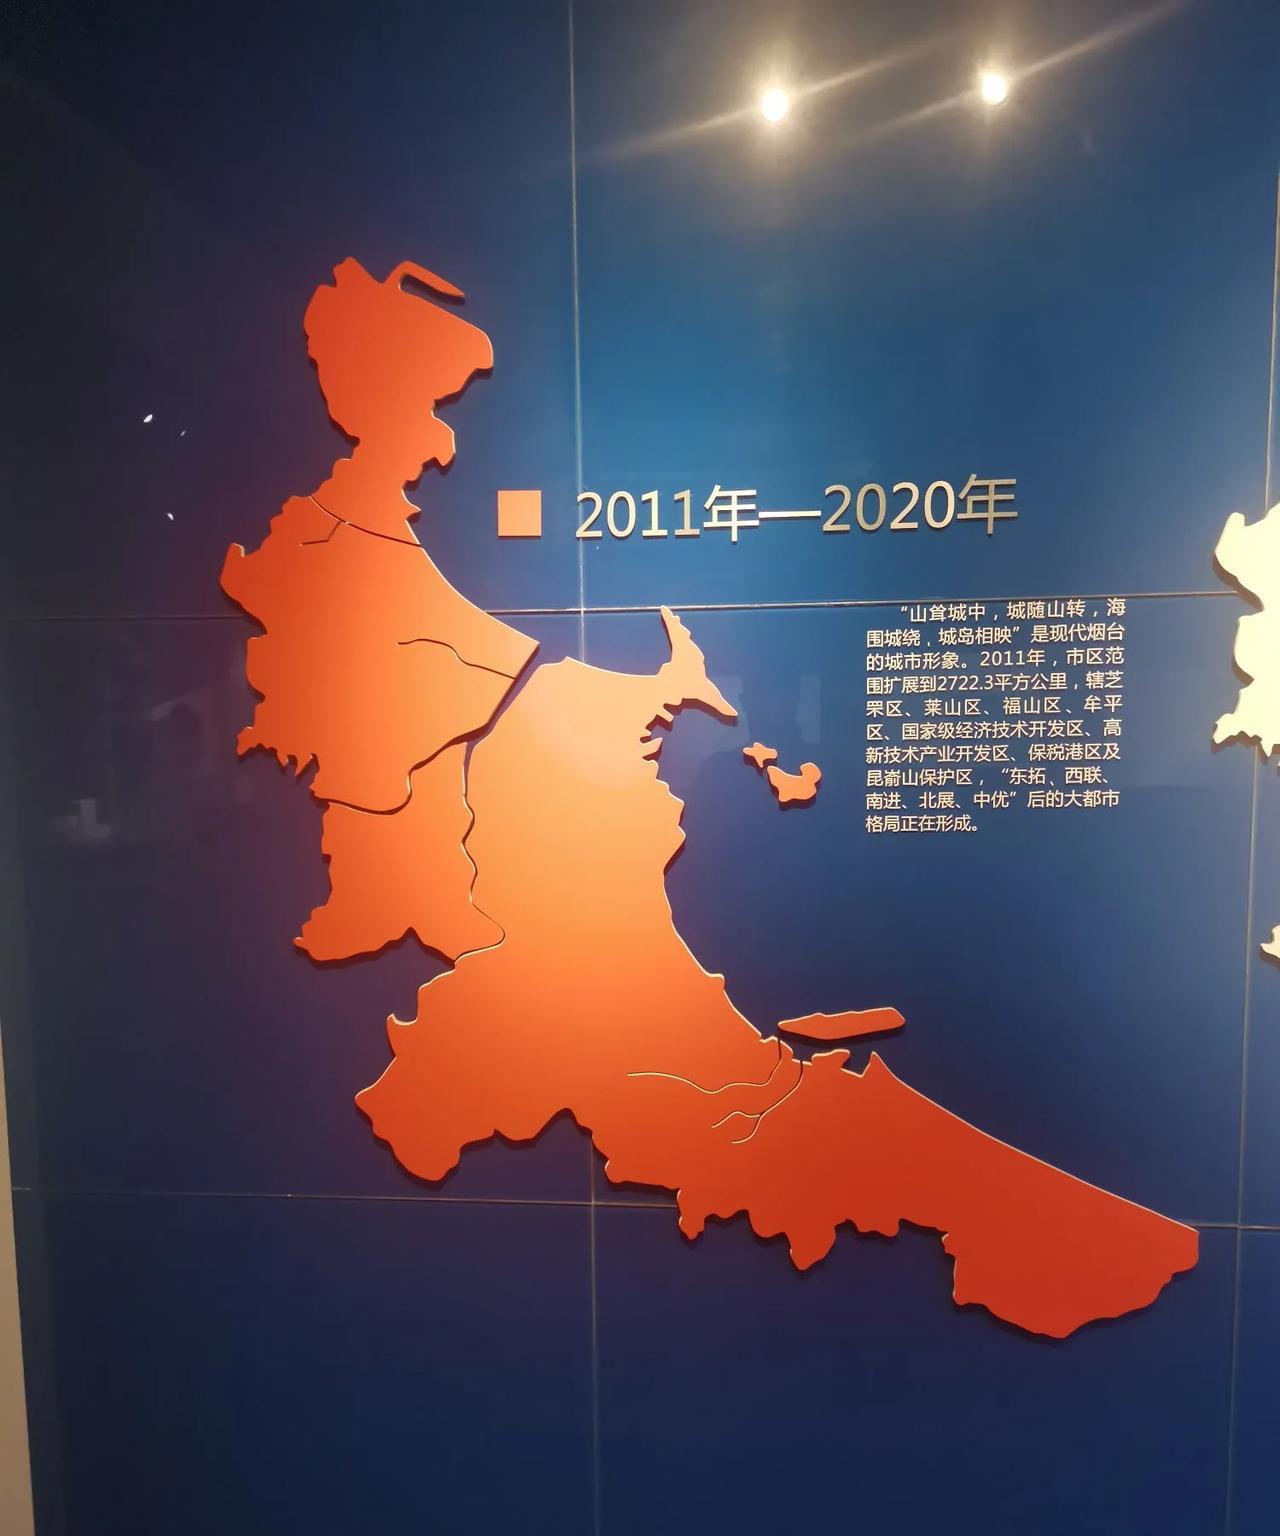 2011年—2020年
“山耸城中，城随山转，海
围城绕，城岛相映”是现代烟台
的城市形象。2011年，市区范
围扩展到2722.3平方公里，辖芝
罘区、莱山区、福山区、牟平
区、国家级经济技术开发区、高
新技术产业开发区、保税港区及
昆嵛山保护区，“东拓、西联、
南进、北展、中优”后的大都市
格局正在形成。